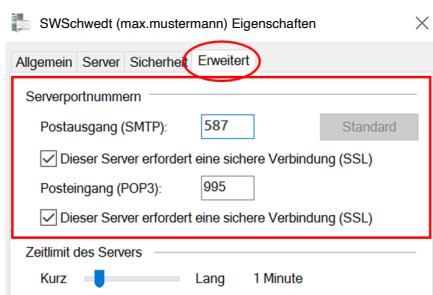 SWSchwedt (max.mustermann) Eigenschaften
Allgemein Server Sicherheit Erweitert
Serverportnummern
Postausgang (SMTP): 587 Standard
Dieser Server erfordert eine sichere Verbindung (SSL)
Posteingang (POP3): 995
Dieser Server erfordert eine sichere Verbindung (SSL)
Zeitlimit des Servers
Kurz Lang 1 Minute